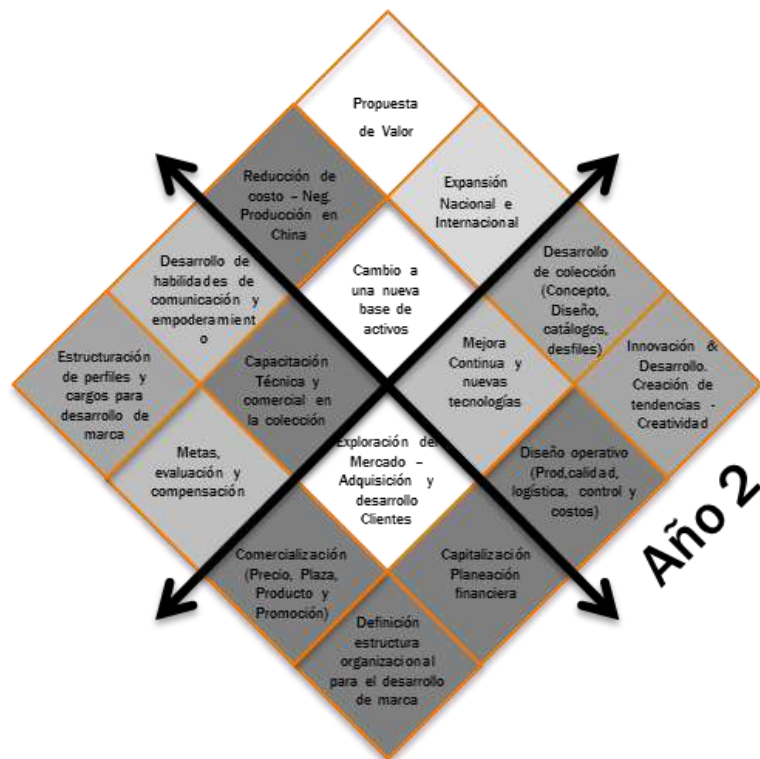 Propuesta
de Valor
Reducción de
costo – Neg.
Producción en
China
Expansión
Nacional e
Internacional
Desarrollo de
habilidades de
comunicación y
empoderamient
o
Cambio a
una nueva
base de
activos
Desarrollo
de colección
(Concepto,
Diseño,
catálogos,
desfiles)
Estructuración
de perfiles y
cargos para
desarrollo de
marca
Capacitación
Técnica y
comercial en
la colección
Mejora
Continua y
nuevas
tecnologías
Innovación &
Desarrollo.
Creación de
tendencias -
Creatividad
Metas,
evaluación y
compensación
Exploración del
Mercado –
Adquisición y
desarrollo
Clientes
Diseño operativo
(Prod,calidad,
logística, control y
costos)
Comercialización
(Precio, Plaza,
Producto y
Promoción)
Capitalización
Planeación
financiera
Definición
estructura
organizacional
para el desarrollo
de marca
Año 2